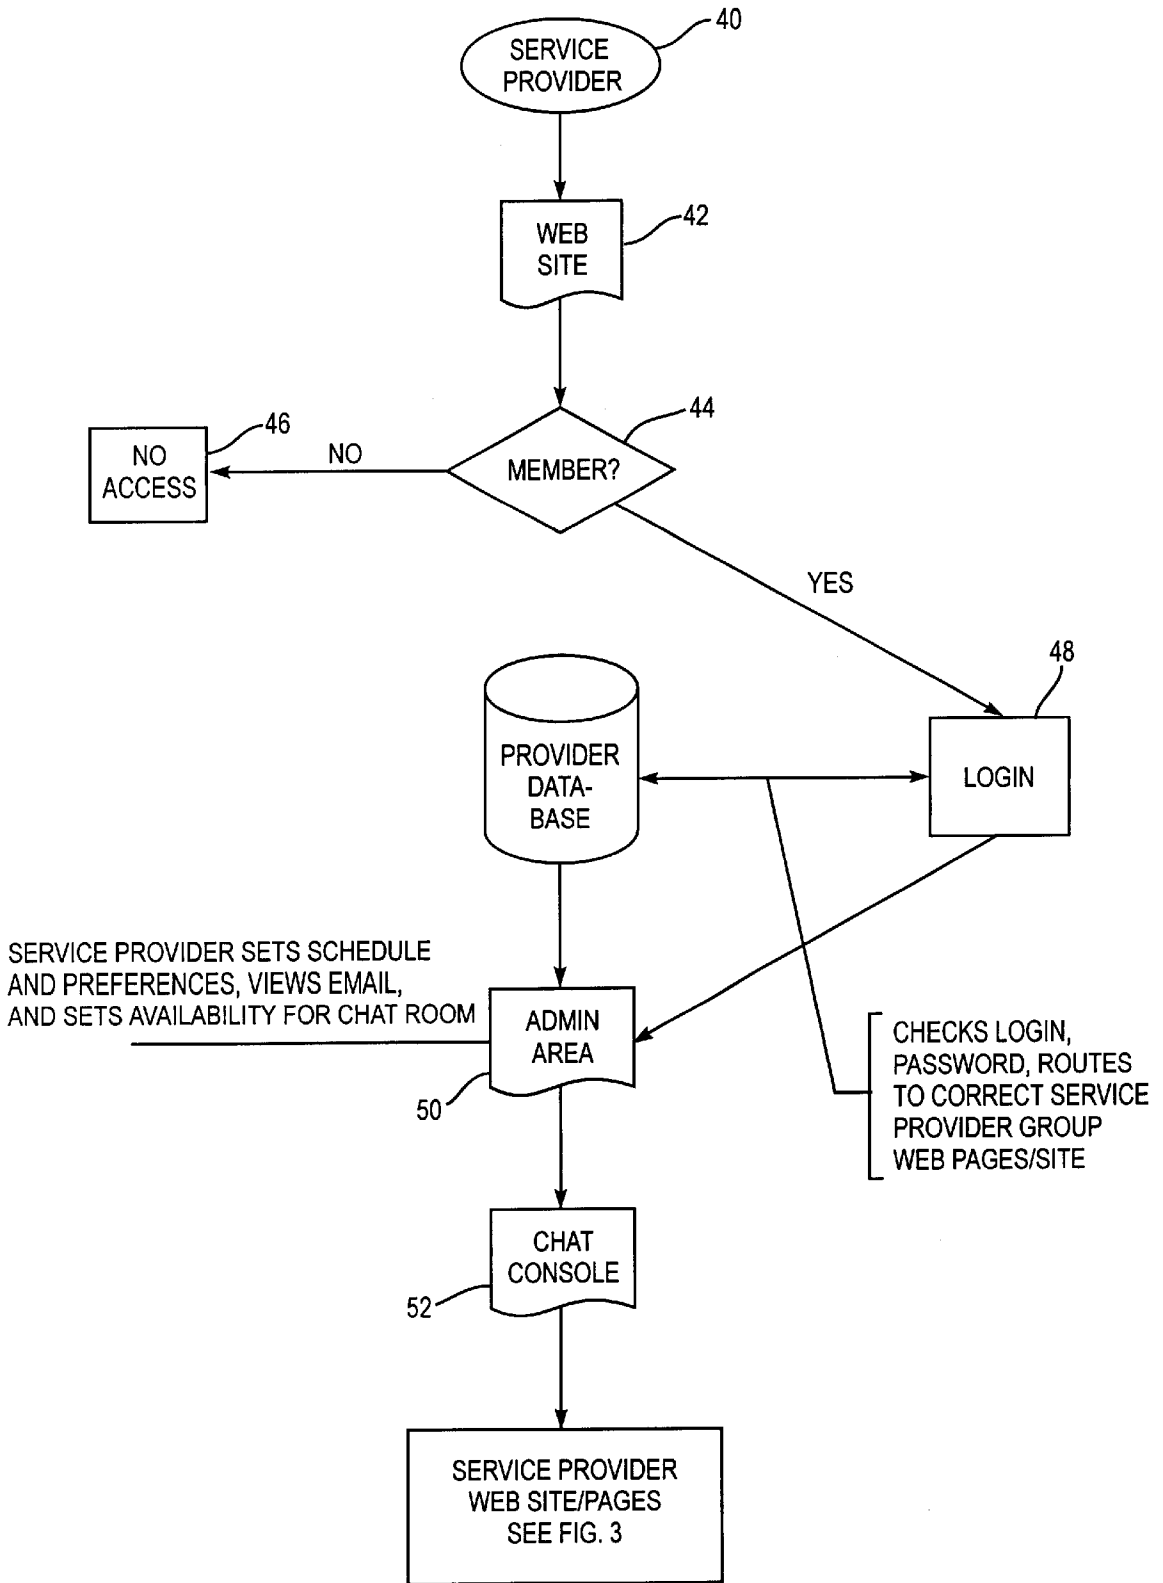 40
SERVICE
PROVIDER
42
WEB
SITE
44
46
NO
ACCESS
NO
MEMBER?
YES
48
PROVIDER
DATA-
BASE
LOGIN
SERVICE PROVIDER SETS SCHEDULE
AND PREFERENCES, VIEWS EMAIL,
AND SETS AVAILABILITY FOR CHAT ROOM
ADMIN
AREA
50
CHECKS LOGIN,
PASSWORD, ROUTES
TO CORRECT SERVICE
PROVIDER GROUP
WEB PAGES/SITE
CHAT
CONSOLE
52
SERVICE PROVIDER
WEB SITE/PAGES
SEE FIG. 3